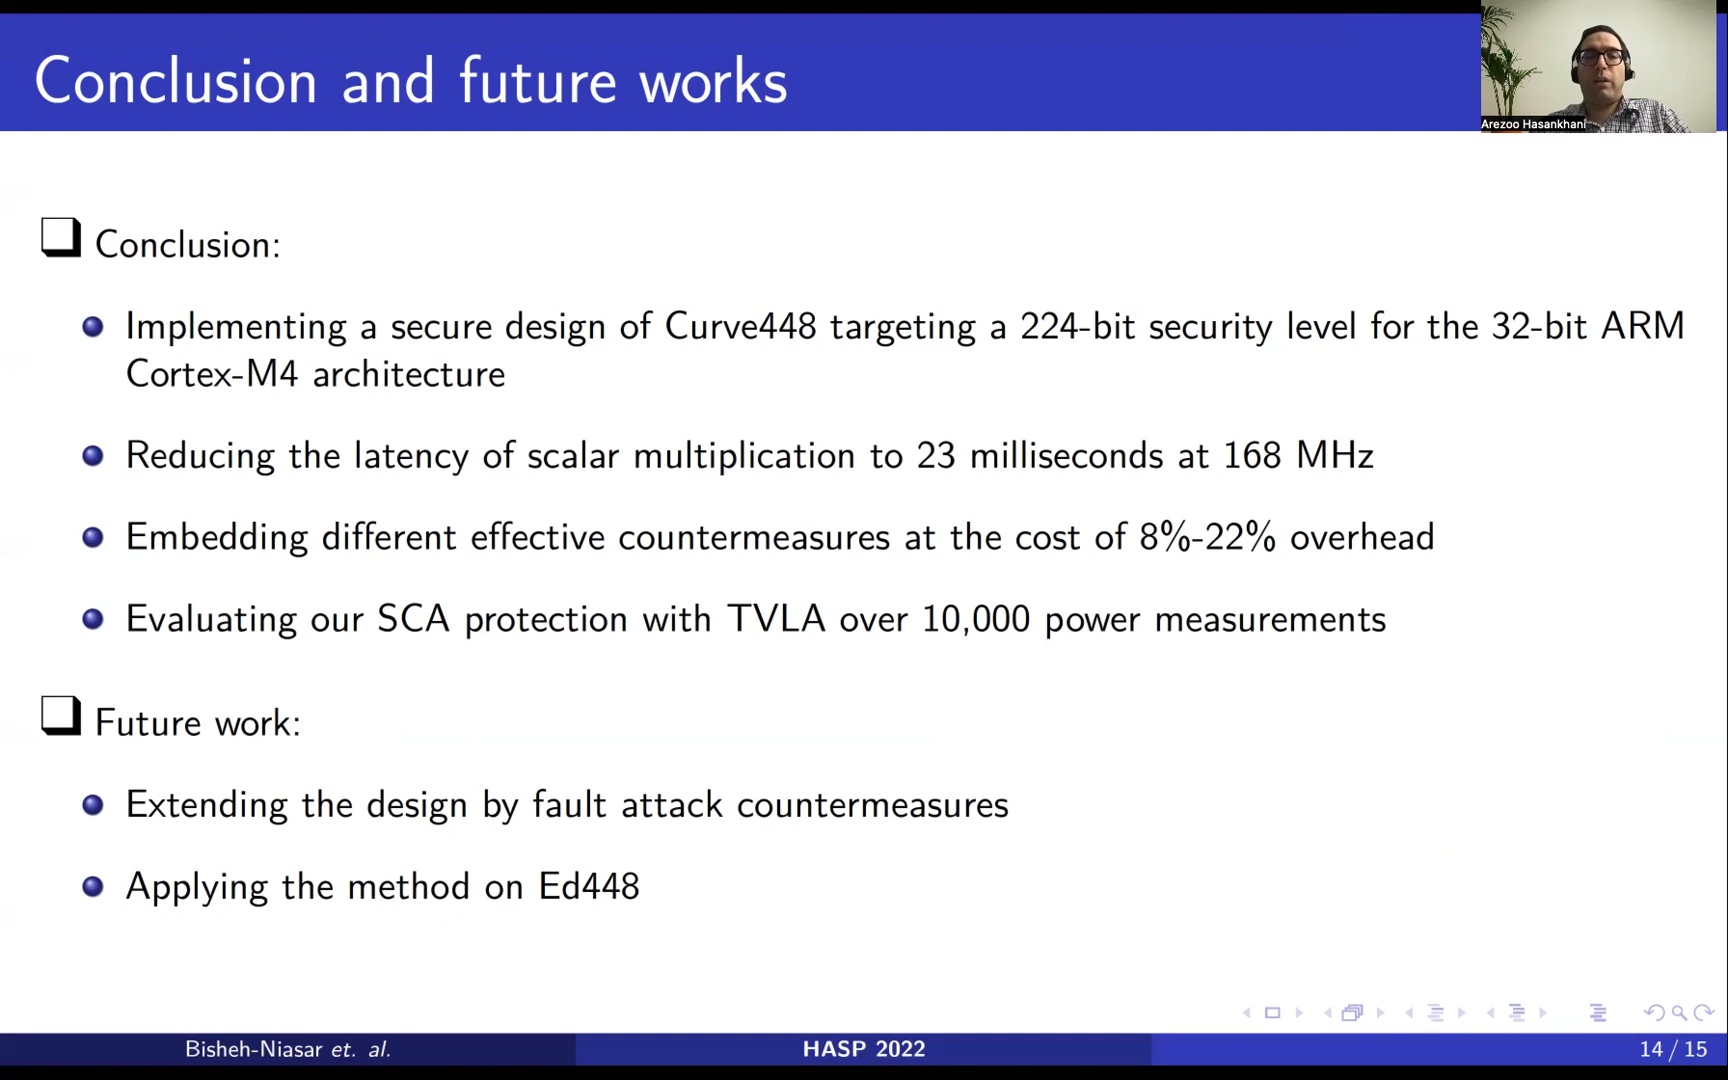 Conclusion and future works
Arezoo Hasankhani
Conclusion:
Implementing a secure design of Curve448 targeting a 224-bit security level for the 32-bit ARM
Cortex-M4 architecture
Reducing the latency of scalar multiplication to 23 milliseconds at 168 MHz
Embedding different effective countermeasures at the cost of 8%-22% overhead
Evaluating our SCA protection with TVLA over 10,000 power measurements
Future work:
Extending the design by fault attack countermeasures
Applying the method on Ed448
Bisheh-Niasar et. al.
HASP 2022
14 / 15